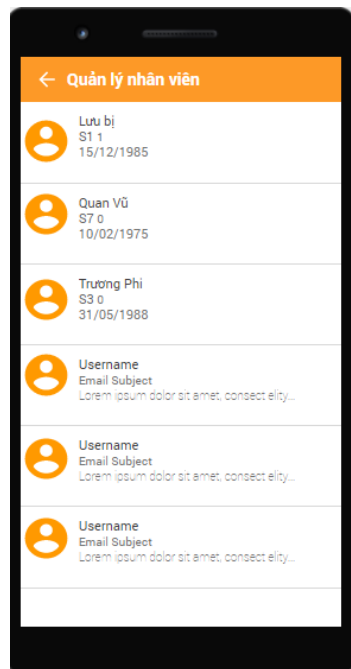 Quản lý nhân viên
Lưu bị
S1 1
15/12/1985
Quan Vũ
S7 0
10/02/1975
Trương Phi
S3 0
31/05/1988
Username
Email Subject
Lorem ipsum dolor sit amet, consect elity...
Username
Email Subject
Lorem ipsum dolor sit amet, consect elity...
Username
Email Subject
Lorem ipsum dolor sit amet, consect elity...